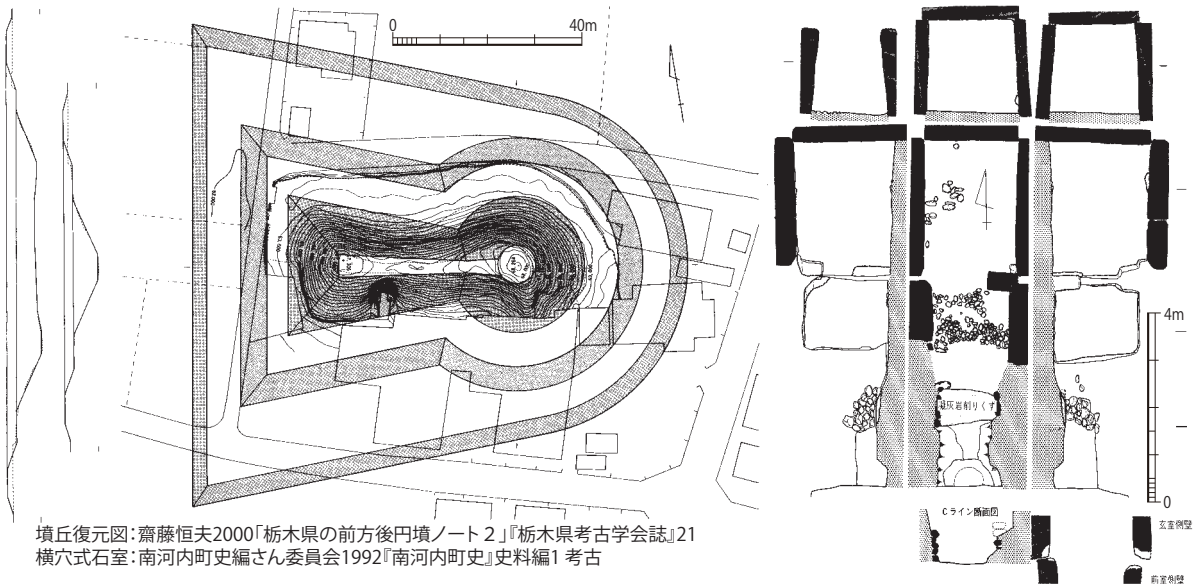 0
40m
4m
凝灰岩削りくず
0
Cライン断面図
玄室側壁
前室側壁
墳丘復元図：齋藤恒夫2000「栃木県の前方後円墳ノート２」『栃木県考古学会誌』21
横穴式石室：南河内町史編さん委員会1992『南河内町史』史料編1 考古